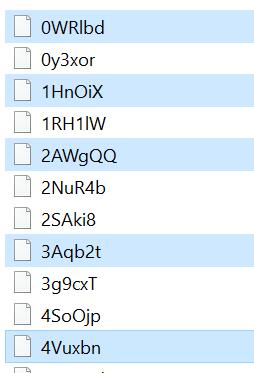 0WRlbd
0y3xor
1HnOiX
1RH1lW
2AWgQQ
2NuR4b
2SAki8
3Aqb2t
3g9cxT
4SoOjp
4Vuxbn